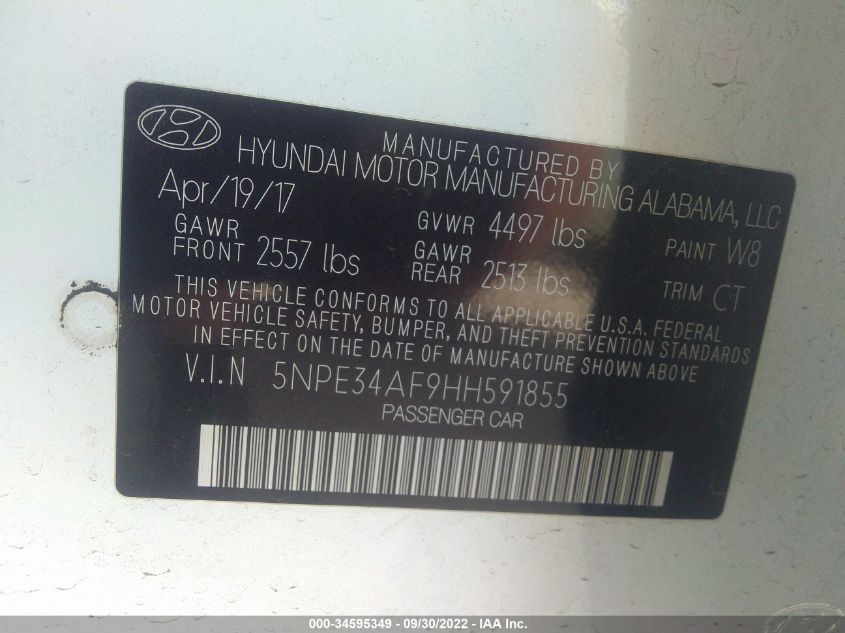 MANUFACTURED BY
HYUNDAI MOTOR MANUFACTURING ALABAMA, LLC
Apr/19/17
GVWR 4497 lbs
PAINT W8
GAWR
FRONT 2557 lbs
GAWR
REAR 2513 lbs
TRIM CT
THIS VEHICLE CONFORMS TO ALL APPLICABLE U.S.A. FEDERAL
MOTOR VEHICLE SAFETY, BUMPER, AND THEFT PREVENTION STANDARDS
IN EFFECT ON THE DATE OF MANUFACTURE SHOWN ABOVE
V.I.N 5NPE34AF9HH591855
PASSENGER CAR
000-34595349 - 09/30/2022 - IAA Inc.